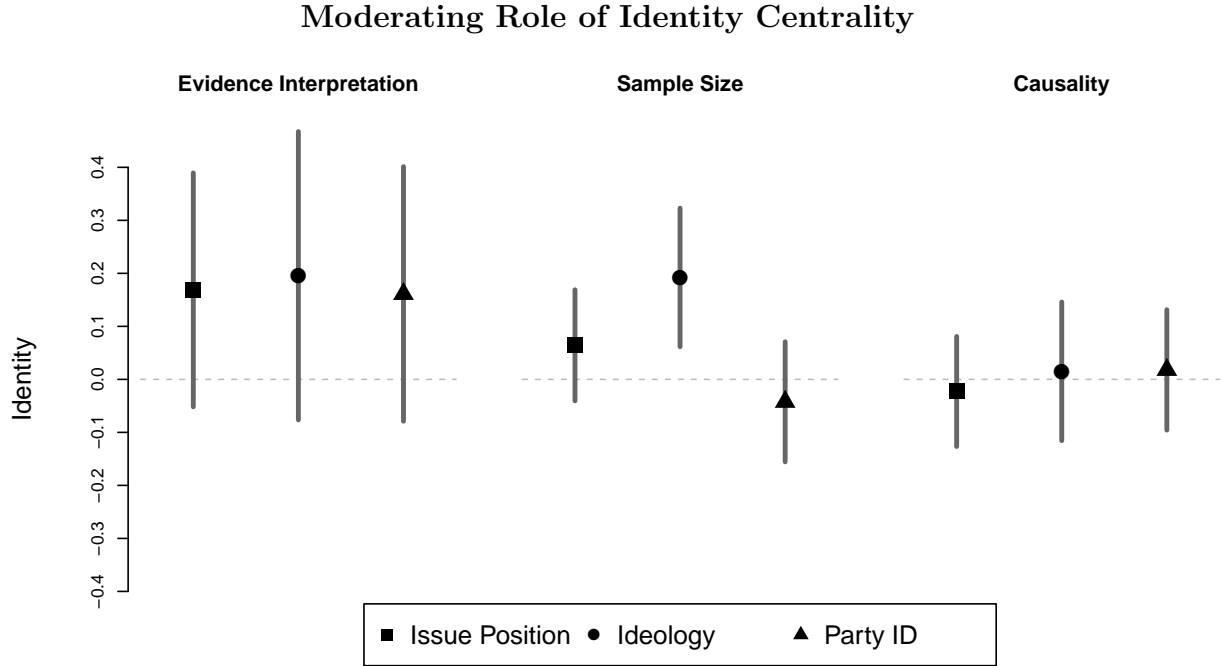 Moderating Role of Identity Centrality
Evidence Interpretation Sample Size Causality
Identity
0.4
0.3
0.2
0.1
0.0
−0.1
−0.2
−0.3
−0.4
Issue Position Ideology Party ID